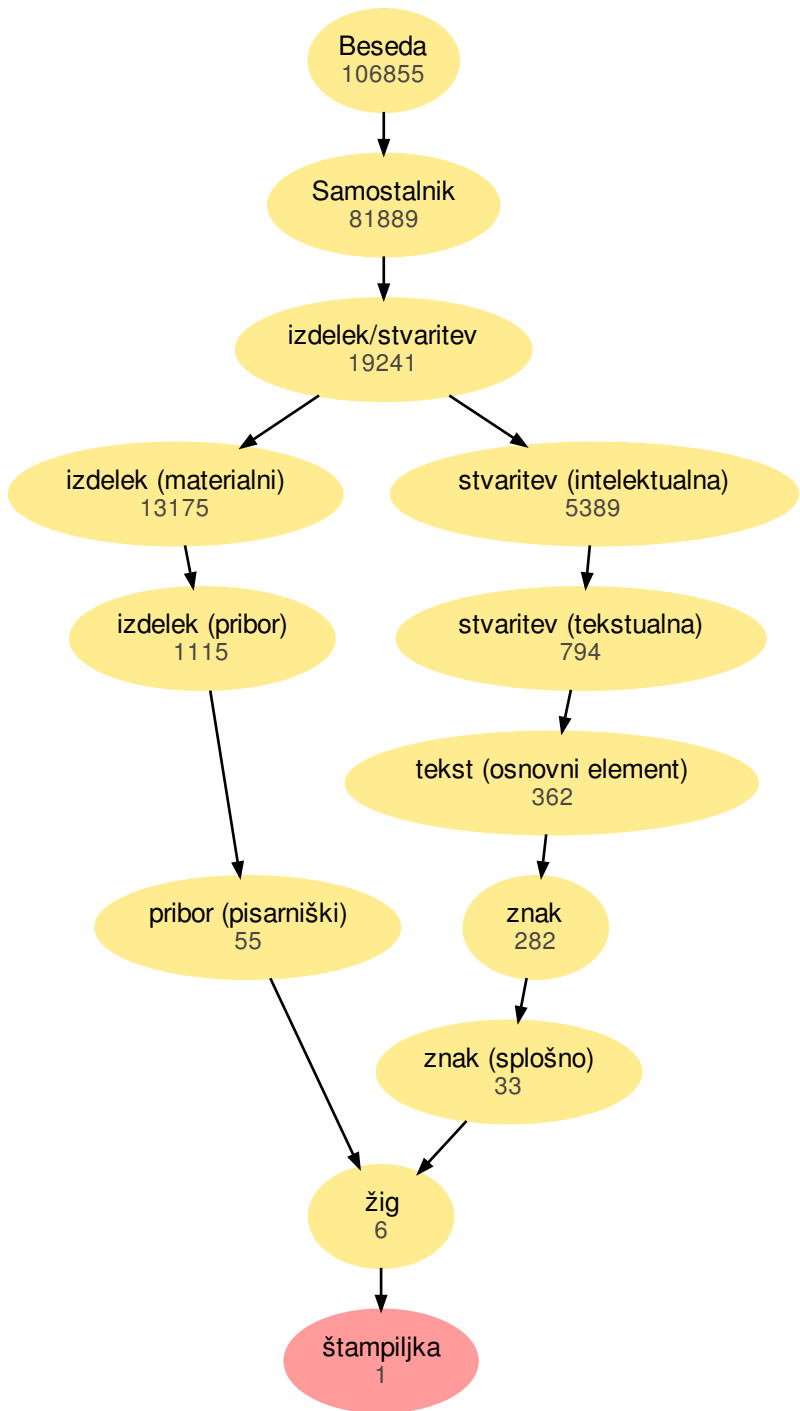 Beseda
106855
Samostalnik
81889
izdelek/stvaritev
19241
izdelek (materialni)
13175
stvaritev (intelektualna)
5389
izdelek (pribor)
1115
stvaritev (tekstualna)
794
tekst (osnovni element)
362
pribor (pisarniški)
55
znak
282
znak (splošno)
33
žig
6
štampiljka
1